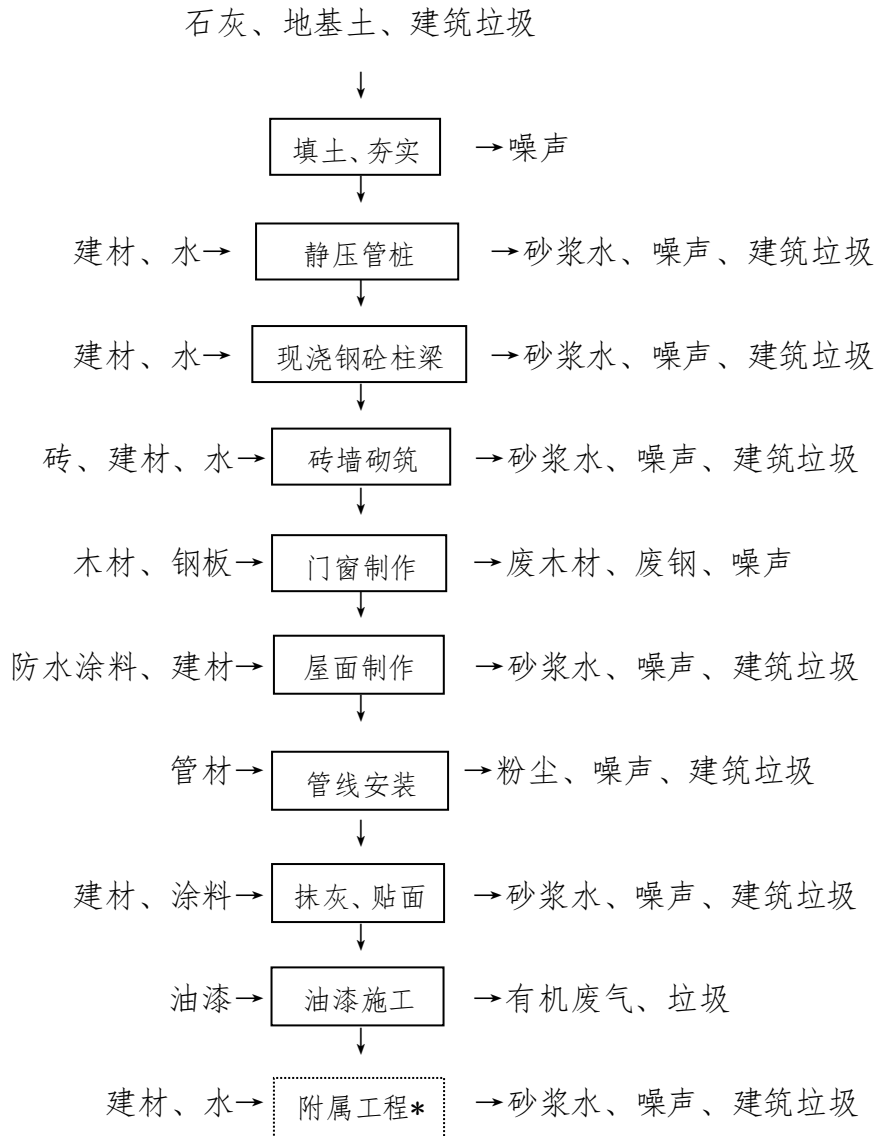 石灰、地基土、建筑垃圾
↓
填土、夯实 →噪声
↓
建材、水→ 静压管桩 →砂浆水、噪声、建筑垃圾
↓
建材、水→ 现浇钢砼柱梁 →砂浆水、噪声、建筑垃圾
↓
砖、建材、水→ 砖墙砌筑 →砂浆水、噪声、建筑垃圾
↓
木材、钢板→ 门窗制作 →废木材、废钢、噪声
↓
防水涂料、建材→ 屋面制作 →砂浆水、噪声、建筑垃圾
↓
管材→ 管线安装 →粉尘、噪声、建筑垃圾
↓
建材、涂料→ 抹灰、贴面 →砂浆水、噪声、建筑垃圾
↓
油漆→ 油漆施工 →有机废气、垃圾
↓
建材、水→ 附属工程* →砂浆水、噪声、建筑垃圾